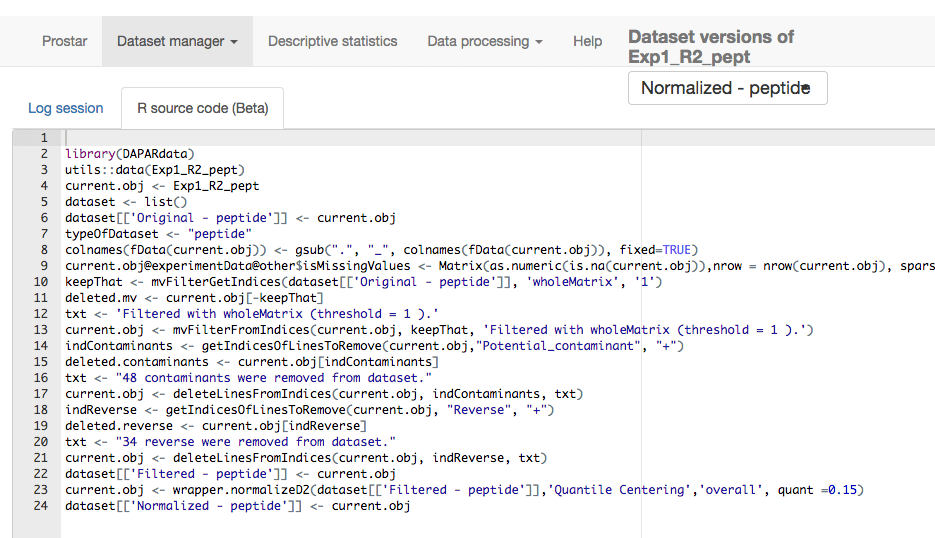 Prostar
Dataset manager
Descriptive statistics
Data processing
Help
Dataset versions of
Exp1_R2_pept
Normalized - peptide
Log session
R source code (Beta)
1
2 library(DAPARdata)
3 utils::data(Exp1_R2_pept)
4 current.obj <- Exp1_R2_pept
5 dataset <- list()
6 dataset[['Original - peptide']] <- current.obj
7 typeOfDataset <- "peptide"
8 colnames(fData(current.obj)) <- gsub(".", "_", colnames(fData(current.obj)), fixed=TRUE)
9 current.obj@experimentData@other$isMissingValues <- Matrix(as.numeric(is.na(current.obj)),nrow = nrow(current.obj), spars
10 keepThat <- mvFilterGetIndices(dataset[['Original - peptide']], 'wholeMatrix', '1')
11 deleted.mv <- current.obj[-keepThat]
12 txt <- 'Filtered with wholeMatrix (threshold = 1 ).'
13 current.obj <- mvFilterFromIndices(current.obj, keepThat, 'Filtered with wholeMatrix (threshold = 1 ).')
14 indContaminants <- getIndicesOfLinesToRemove(current.obj,"Potential_contaminant", "+")
15 deleted.contaminants <- current.obj[indContaminants]
16 txt <- "48 contaminants were removed from dataset."
17 current.obj <- deleteLinesFromIndices(current.obj, indContaminants, txt)
18 indReverse <- getIndicesOfLinesToRemove(current.obj, "Reverse", "+")
19 deleted.reverse <- current.obj[indReverse]
20 txt <- "34 reverse were removed from dataset."
21 current.obj <- deleteLinesFromIndices(current.obj, indReverse, txt)
22 dataset[['Filtered - peptide']] <- current.obj
23 current.obj <- wrapper.normalizeD2(dataset[['Filtered - peptide']],'Quantile Centering','overall', quant =0.15)
24 dataset[['Normalized - peptide']] <- current.obj